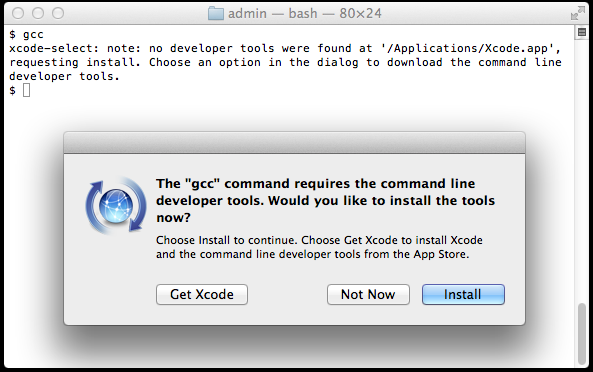 admin — bash — 80×24
$ gcc
xcode-select: note: no developer tools were found at '/Applications/Xcode.app',
requesting install. Choose an option in the dialog to download the command line
developer tools.
$
The "gcc" command requires the command line
developer tools. Would you like to install the tools
now?
Choose Install to continue. Choose Get Xcode to install Xcode
and the command line developer tools from the App Store.
Get Xcode Not Now Install